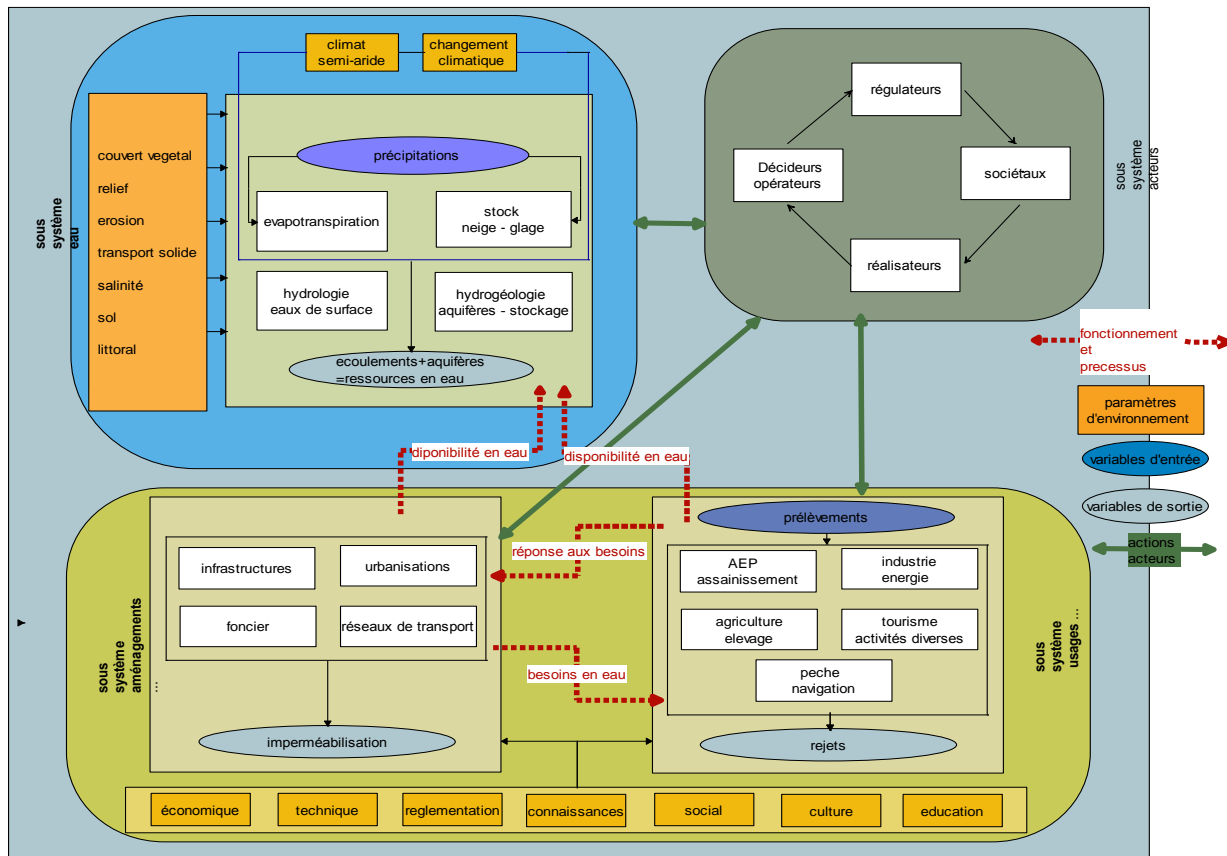 climat
semi-aride
changement
climatique
sous
système
eau
couvert vegetal
relief
erosion
transport solide
salinité
sol
littoral
précipitations
evapotranspiration
stock
neige - glage
hydrologie
eaux de surface
hydrogéologie
aquifères - stockage
ecoulements+aquifères
=ressources en eau
régulateurs
Décideurs
opérateurs
sociétaux
réalisateurs
sous
système
acteurs
fonctionnement
et
precessus
paramètres
d'environnement
variables d'entrée
variables de sortie
actions
acteurs
diponibilité en eau
disponibilité en eau
sous
système
aménagements
...
infrastructures
urbanisations
foncier
réseaux de transport
imperméabilisation
réponse aux besoins
besoins en eau
prélèvements
AEP
assainissement
industrie
energie
agriculture
elevage
tourisme
activités diverses
peche
navigation
rejets
sous
système
usages ...
économique
technique
reglementation
connaissances
social
culture
education